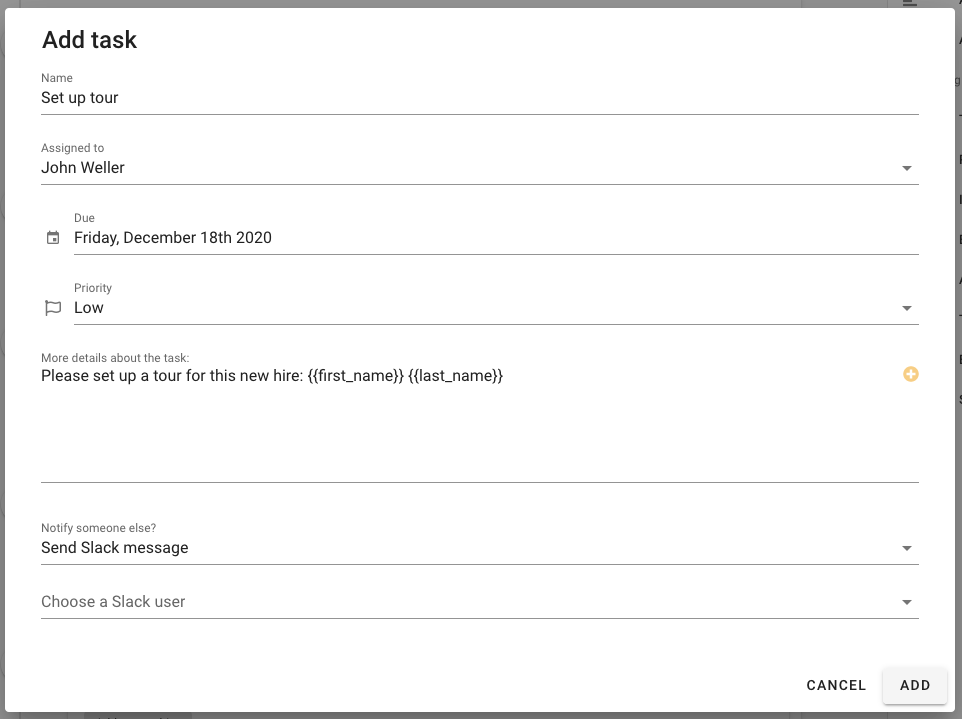 Add task
Name
Set up tour
Assigned to
John Weller
Due
Friday, December 18th 2020
Priority
Low
More details about the task:
Please set up a tour for this new hire: {{first_name}} {{last_name}}
Notify someone else?
Send Slack message
Choose a Slack user
CANCEL ADD